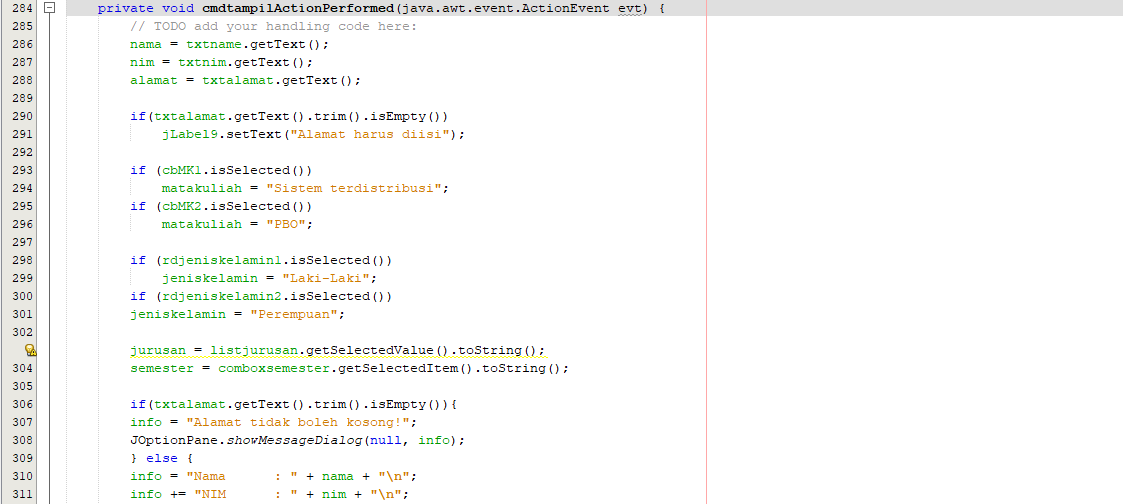 284 private void cmdtampilActionPerformed(java.awt.event.ActionEvent evt) {
285 // TODO add your handling code here:
286 nama = txtname.getText();
287 nim = txtnim.getText();
288 alamat = txtalamat.getText();
289
290 if(txtalamat.getText().trim().isEmpty())
291 jLabel9.setText("Alamat harus diisi");
292
293 if (cbMK1.isSelected())
294 matakuliah = "Sistem terdistribusi";
295 if (cbMK2.isSelected())
296 matakuliah = "PBO";
297
298 if (rdjeniskelamin1.isSelected())
299 jeniskelamin = "Laki-Laki";
300 if (rdjeniskelamin2.isSelected())
301 jeniskelamin = "Perempuan";
302
jurusan = listjurusan.getSelectedValue().toString();
304 semester = comboxsemester.getSelectedItem().toString();
305
306 if(txtalamat.getText().trim().isEmpty()){
307 info = "Alamat tidak boleh kosong!";
308 JOptionPane.showMessageDialog(null, info);
309 } else {
310 info = "Nama      : " + nama + "\n";
311 info += "NIM      : " + nim + "\n";